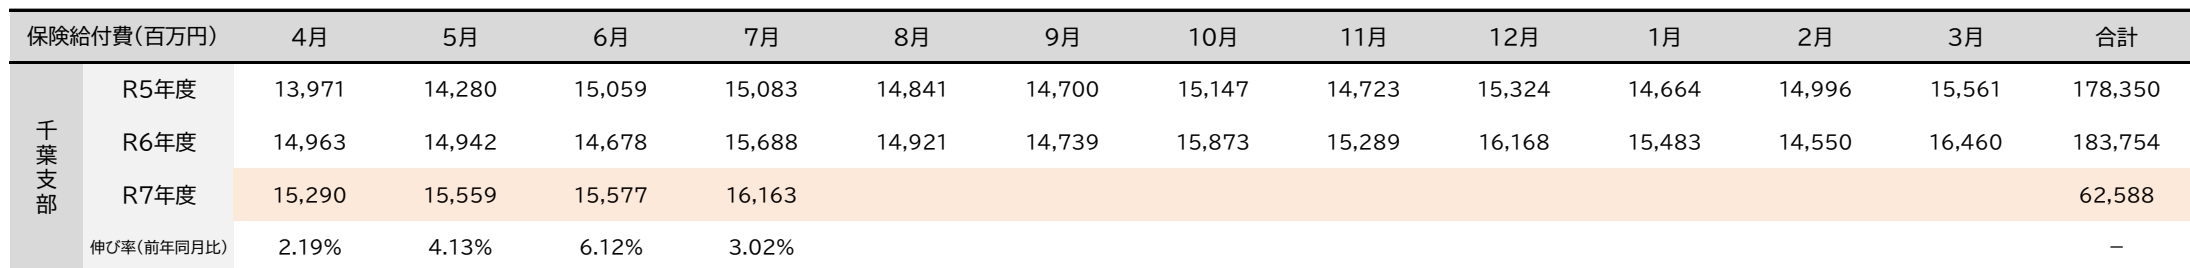 保険給付費(百万円) 4月 5月 6月 7月 8月 9月 10月 11月 12月 1月 2月 3月 合計
千葉支部
R5年度 13,971 14,280 15,059 15,083 14,841 14,700 15,147 14,723 15,324 14,664 14,996 15,561 178,350
R6年度 14,963 14,942 14,678 15,688 14,921 14,739 15,873 15,289 16,168 15,483 14,550 16,460 183,754
R7年度 15,290 15,559 15,577 16,163 62,588
伸び率(前年同月比) 2.19% 4.13% 6.12% 3.02% －